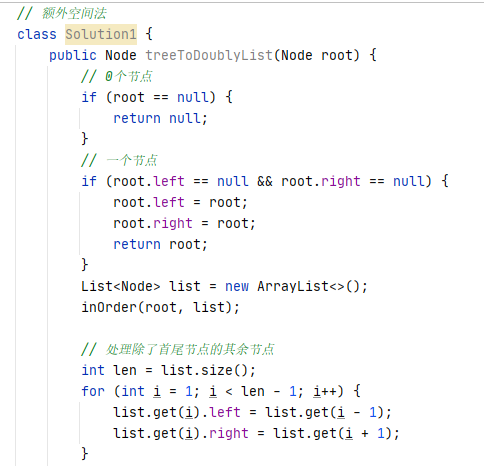 // 额外空间法
class Solution1 {
public Node treeToDoublyList(Node root) {
// 0个节点
if (root == null) {
return null;
}
// 一个节点
if (root.left == null && root.right == null) {
root.left = root;
root.right = root;
return root;
}
List<Node> list = new ArrayList<>();
inOrder(root, list);
// 处理除了首尾节点的其余节点
int len = list.size();
for (int i = 1; i < len - 1; i++) {
list.get(i).left = list.get(i - 1);
list.get(i).right = list.get(i + 1);
}